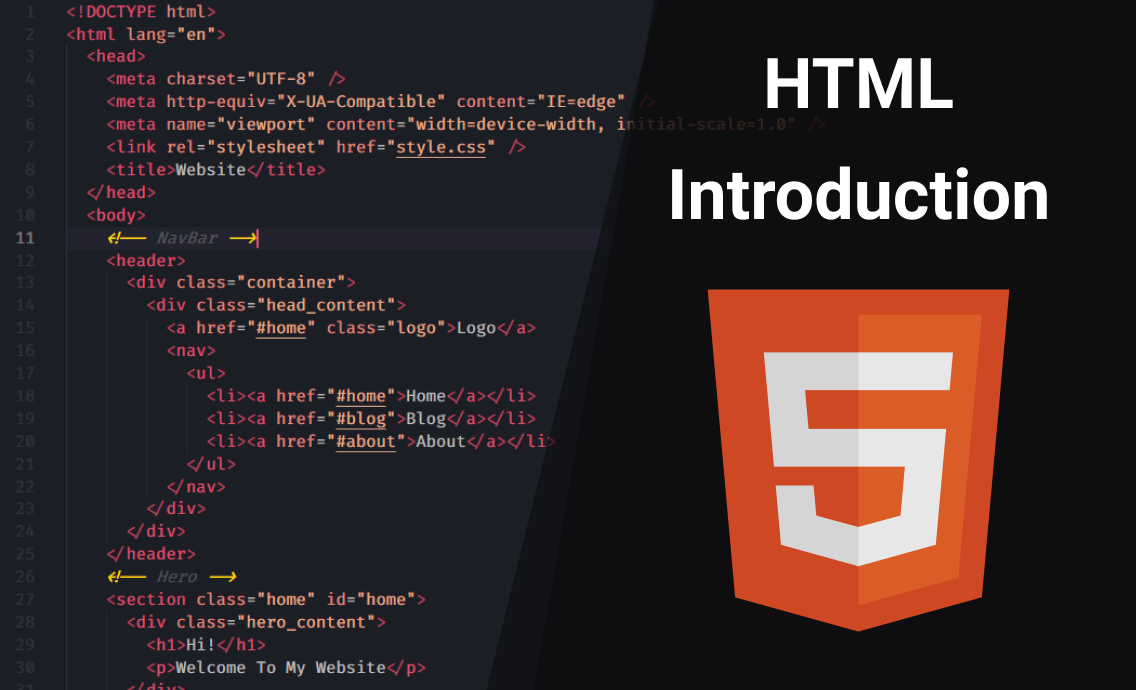 1 <!DOCTYPE html>
2 <html lang="en">
3   <head>
4     <meta charset="UTF-8" />
5     <meta http-equiv="X-UA-Compatible" content="IE=edge" />
6     <meta name="viewport" content="width=device-width, initial-scale=1.0" />
7     <link rel="stylesheet" href="style.css" />
8     <title>Website</title>
9   </head>
10   <body>
11     <!-- NavBar -->
12     <header>
13       <div class="container">
14         <div class="head_content">
15           <a href="#home" class="logo">Logo</a>
16           <nav>
17             <ul>
18               <li><a href="#home">Home</a></li>
19               <li><a href="#blog">Blog</a></li>
20               <li><a href="#about">About</a></li>
21             </ul>
22           </nav>
23         </div>
24       </div>
25     </header>
26     <!-- Hero -->
27     <section class="home" id="home">
28       <div class="hero_content">
29         <h1>Hi!</h1>
30         <p>Welcome To My Website</p>
31       </div>
HTML
Introduction
5